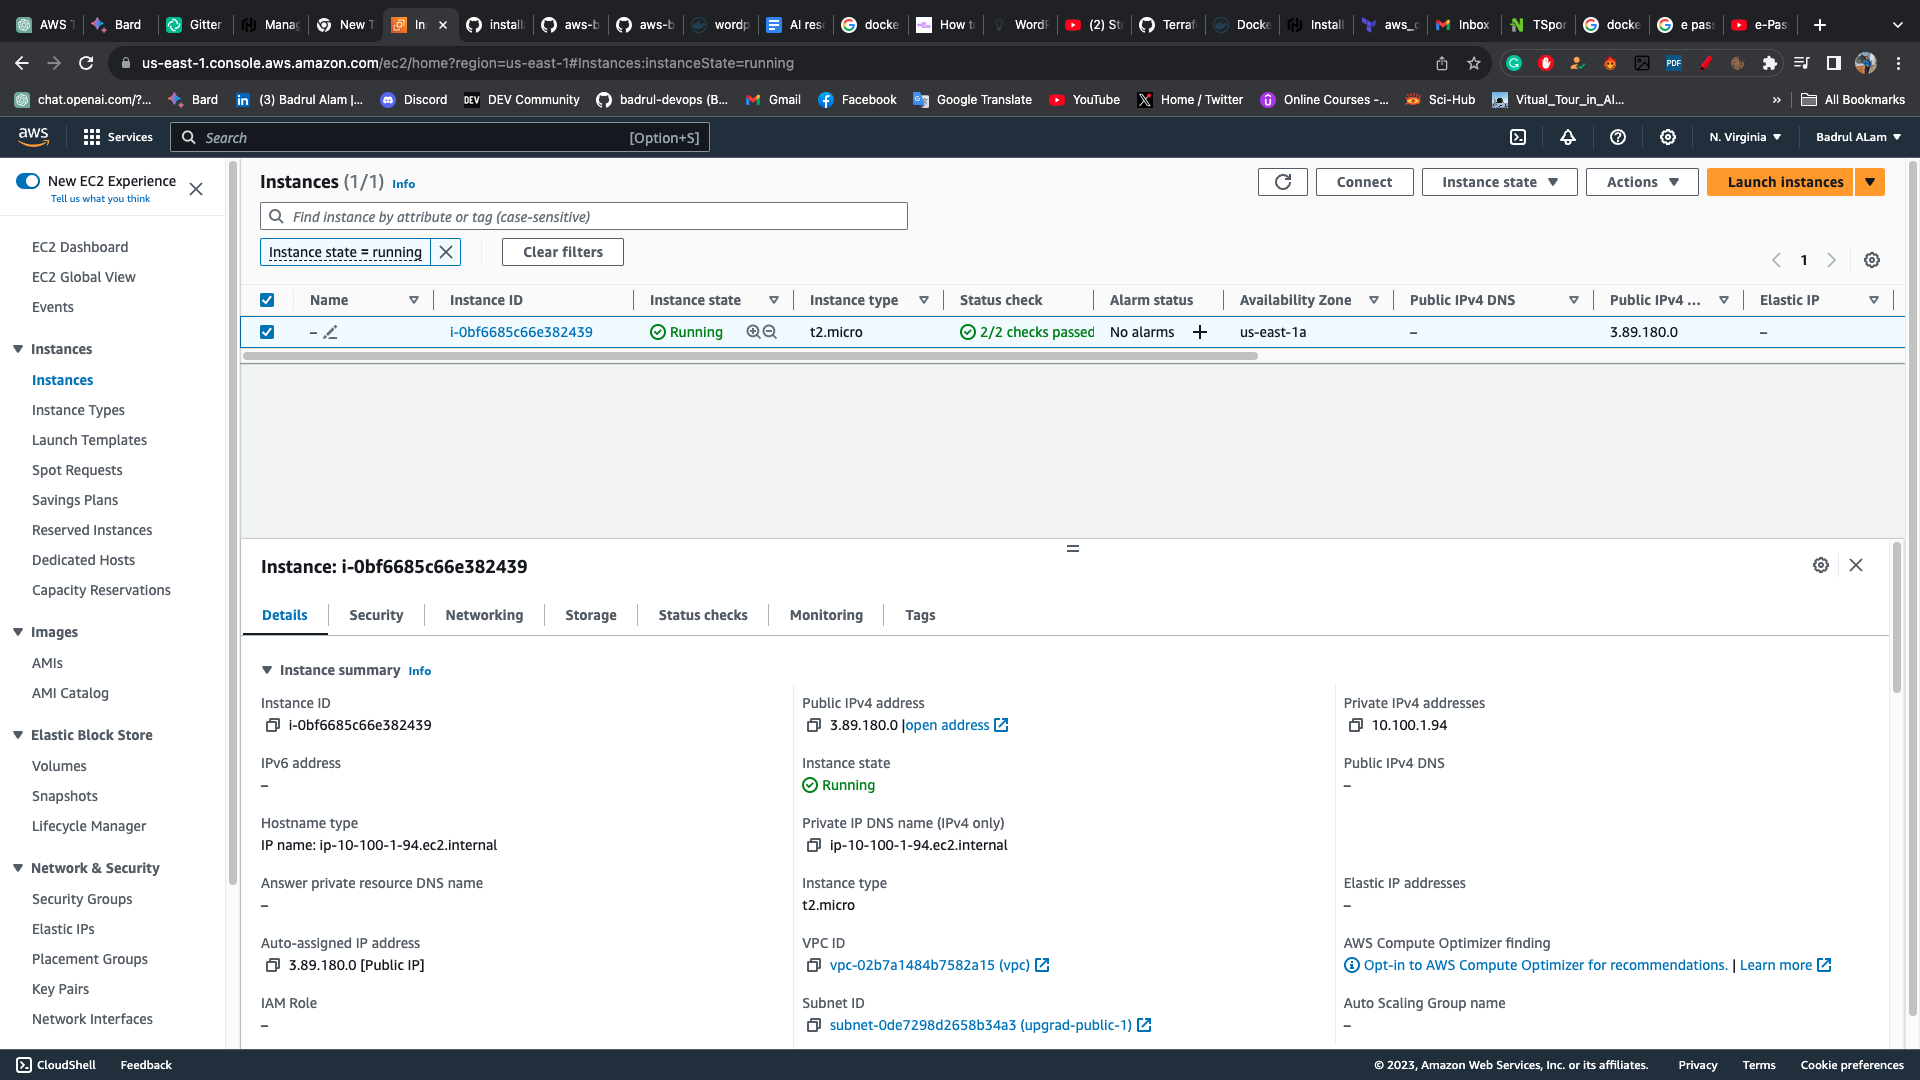 AWS T
Bard
Gitter
Manag
New T
In
install
aws-b
aws-b
wordp
AI rese
docke
How to
WordP
(2) St
Terrafo
Docke
Install
aws_c
Inbox
TSpor
docke
e pass
e-Pas
us-east-1.console.aws.amazon.com/ec2/home?region=us-east-1#Instances:instanceState=running
chat.openai.com/?...
Bard
(3) Badrul Alam |...
Discord
DEV Community
badrul-devops (B...
Gmail
Facebook
Google Translate
YouTube
Home / Twitter
Online Courses -...
Sci-Hub
Vitual_Tour_in_Al...
»
All Bookmarks
aws
Services
Search
[Option+S]
N. Virginia
Badrul ALam
New EC2 Experience
Tell us what you think
EC2 Dashboard
EC2 Global View
Events
Instances
Instances
Instance Types
Launch Templates
Spot Requests
Savings Plans
Reserved Instances
Dedicated Hosts
Capacity Reservations
Images
AMIs
AMI Catalog
Elastic Block Store
Volumes
Snapshots
Lifecycle Manager
Network & Security
Security Groups
Elastic IPs
Placement Groups
Key Pairs
Network Interfaces
Instances (1/1) Info
Connect
Instance state
Actions
Launch instances
Find instance by attribute or tag (case-sensitive)
Instance state = running
Clear filters
1
Name
Instance ID
Instance state
Instance type
Status check
Alarm status
Availability Zone
Public IPv4 DNS
Public IPv4 ...
Elastic IP
–
i-0bf6685c66e382439
Running
t2.micro
2/2 checks passed
No alarms
us-east-1a
–
3.89.180.0
–
Instance: i-0bf6685c66e382439
Details
Security
Networking
Storage
Status checks
Monitoring
Tags
Instance summary Info
Instance ID
i-0bf6685c66e382439
Public IPv4 address
3.89.180.0 |open address
Private IPv4 addresses
10.100.1.94
IPv6 address
–
Instance state
Running
Public IPv4 DNS
–
Hostname type
IP name: ip-10-100-1-94.ec2.internal
Private IP DNS name (IPv4 only)
ip-10-100-1-94.ec2.internal
Answer private resource DNS name
–
Instance type
t2.micro
Elastic IP addresses
–
Auto-assigned IP address
3.89.180.0 [Public IP]
VPC ID
vpc-02b7a1484b7582a15 (vpc)
AWS Compute Optimizer finding
Opt-in to AWS Compute Optimizer for recommendations. | Learn more
IAM Role
–
Subnet ID
subnet-0de7298d2658b34a3 (upgrad-public-1)
Auto Scaling Group name
–
CloudShell
Feedback
© 2023, Amazon Web Services, Inc. or its affiliates.
Privacy
Terms
Cookie preferences